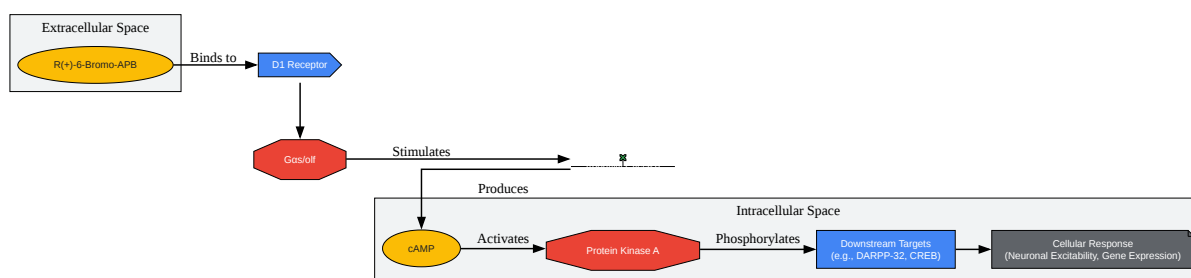 Extracellular Space
R(+)-6-Bromo-APB
Binds to
D1 Receptor
Gαs/olf
Stimulates
Produces
Intracellular Space
cAMP
Activates
Protein Kinase A
Phosphorylates
Downstream Targets
(e.g., DARPP-32, CREB)
Cellular Response
(Neuronal Excitability, Gene Expression)